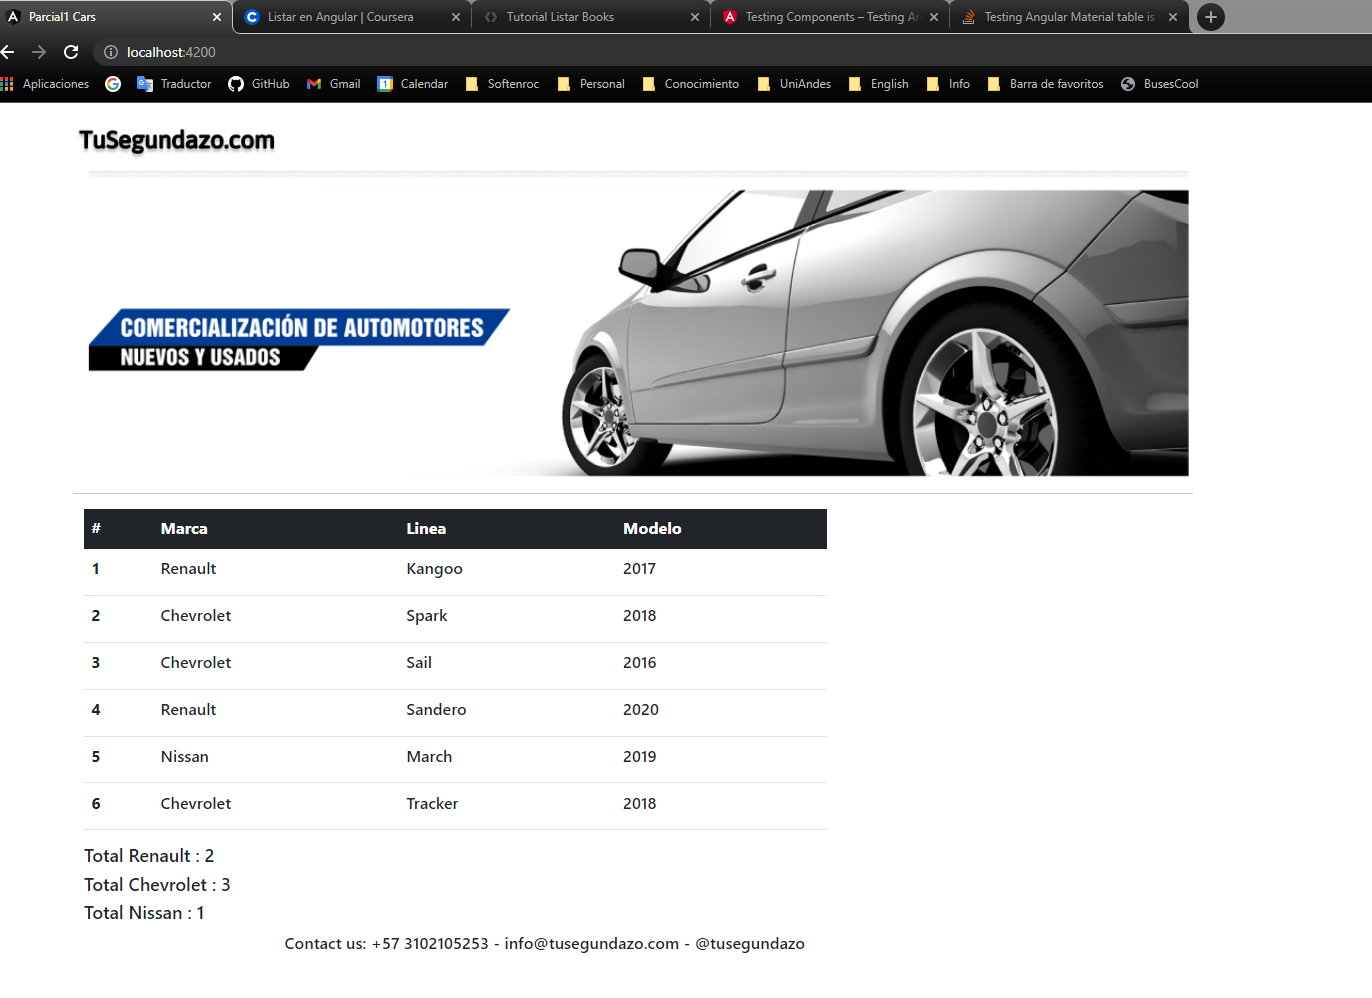 Parcial1 Cars
Listar en Angular | Coursera
Tutorial Listar Books
Testing Components – Testing An
Testing Angular Material table is
localhost:4200
Aplicaciones
Traductor
GitHub
Gmail
Calendar
Softenroc
Personal
Conocimiento
UniAndes
English
Info
Barra de favoritos
BusesCool
TuSegundazo.com
COMERCIALIZACIÓN DE AUTOMOTORES
NUEVOS Y USADOS
# Marca Linea Modelo
1 Renault Kangoo 2017
2 Chevrolet Spark 2018
3 Chevrolet Sail 2016
4 Renault Sandero 2020
5 Nissan March 2019
6 Chevrolet Tracker 2018
Total Renault : 2
Total Chevrolet : 3
Total Nissan : 1
Contact us: +57 3102105253 - info@tusegundazo.com - @tusegundazo